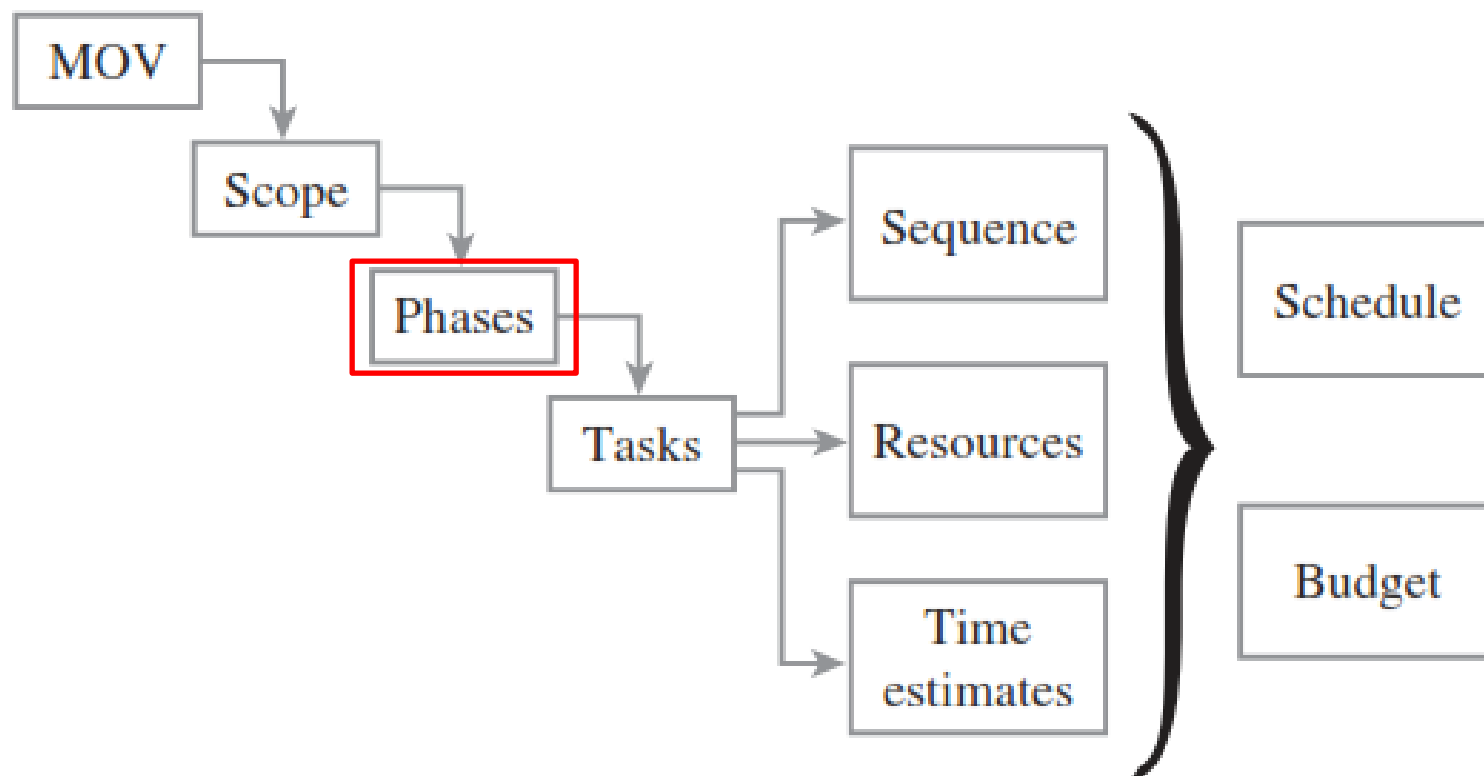 MOV
Scope
Phases
Tasks
Sequence
Resources
Time
estimates
Schedule
Budget